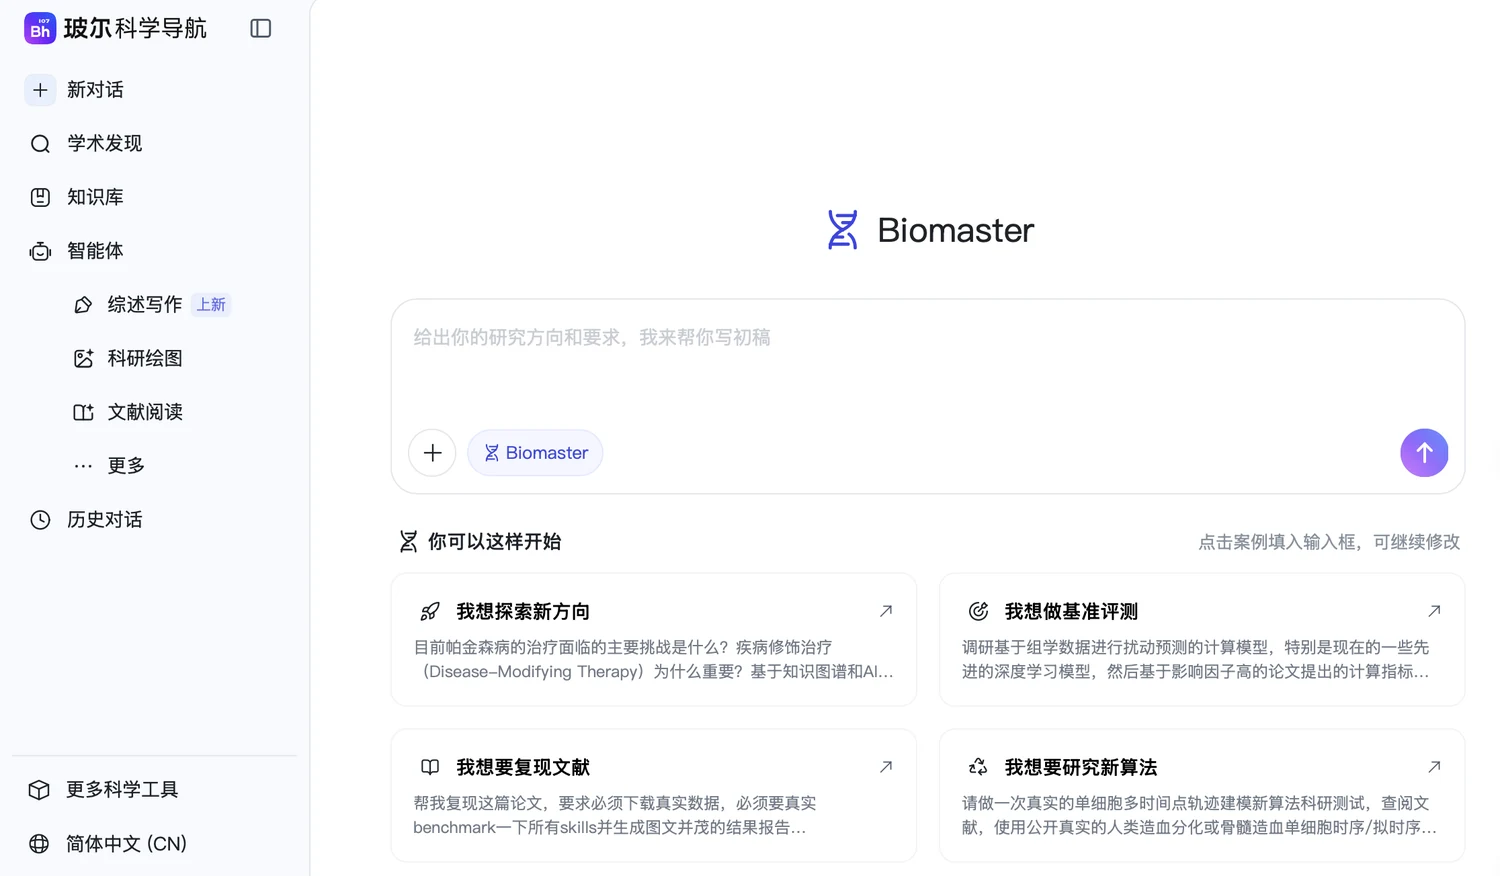 107
Bh
玻尔科学导航
新对话
学术发现
知识库
智能体
综述写作 上新
科研绘图
文献阅读
更多
历史对话
更多科学工具
简体中文 (CN)
Biomaster
给出你的研究方向和要求，我来帮你写初稿
Biomaster
你可以这样开始
点击案例填入输入框，可继续修改
我想探索新方向
目前帕金森病的治疗面临的主要挑战是什么？疾病修饰治疗
（Disease-Modifying Therapy）为什么重要？基于知识图谱和AI...
我想做基准评测
调研基于组学数据进行扰动预测的计算模型，特别是现在的一些先
进的深度学习模型，然后基于影响因子高的论文提出的计算指标...
我想要复现文献
帮我复现这篇论文，要求必须下载真实数据，必须要真实
benchmark一下所有skills并生成图文并茂的结果报告...
我想要研究新算法
请做一次真实的单细胞多时间点轨迹建模新算法科研测试，查阅文
献，使用公开真实的人类造血分化或骨髓造血单细胞时序/拟时序...